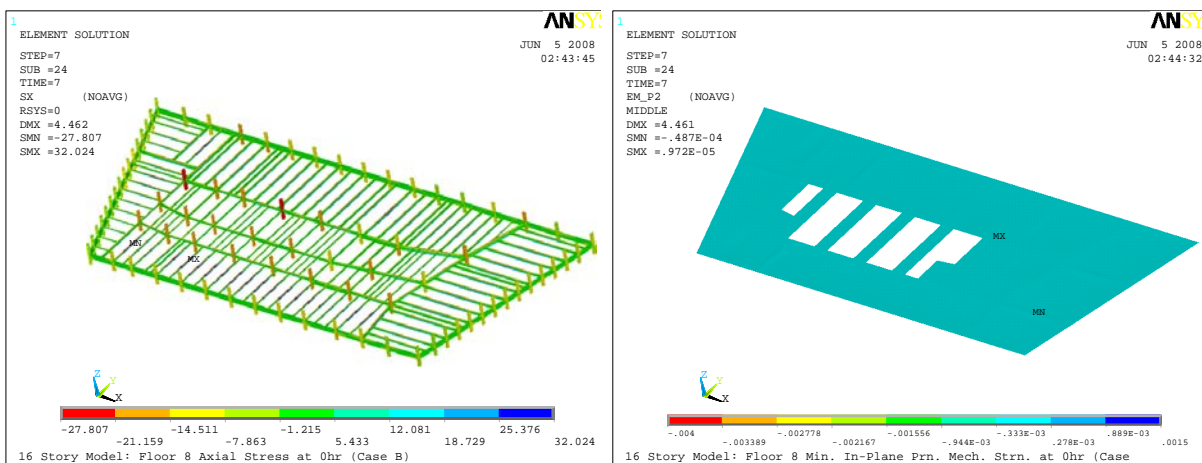 1
ANSYS
ELEMENT SOLUTION
JUN 5 2008
02:43:45
STEP=7
SUB =24
TIME=7
SX (NOAVG)
RSYS=0
DMX =4.462
SMN =-27.807
SMX =32.024
MN
MX
Z
Y
X
-27.807 -14.511 -1.215 12.081 25.376
-21.159 -7.863 5.433 18.729 32.024
16 Story Model: Floor 8 Axial Stress at 0hr (Case B)
1
ANSY
ELEMENT SOLUTION
JUN 5 2008
02:44:32
STEP=7
SUB =24
TIME=7
EM_P2 (NOAVG)
MIDDLE
DMX =4.461
SMN =-.487E-04
SMX =.972E-05
MX
MN
Z
Y
X
-.004 -.002778 -.001556 -.333E-03 .889E-03
-.003389 -.002167 -.944E-03 .278E-03 .0015
16 Story Model: Floor 8 Min. In-Plane Prn. Mech. Strn. at 0hr (Case